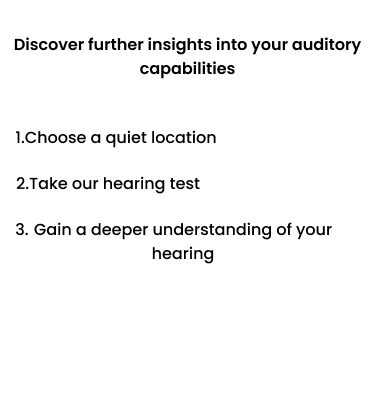 Discover further insights into your auditory
capabilities
1.Choose a quiet location
2.Take our hearing test
3. Gain a deeper understanding of your
hearing